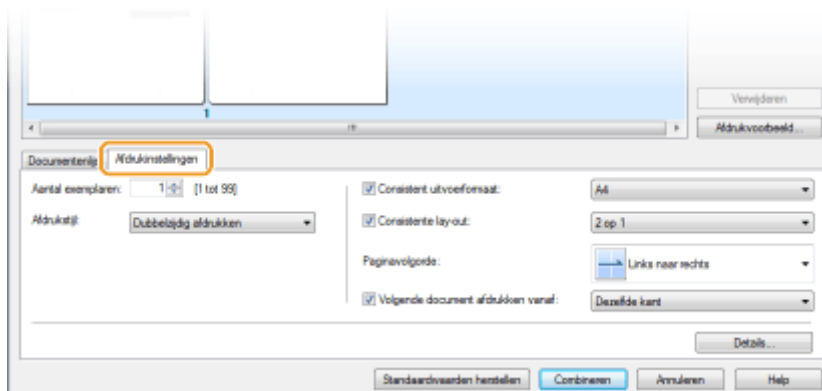 1
Verwijderen
Afdrukvoorbeeld...
Documentenlijs Afdrukinstellingen
Aantal exemplaren: 1 [1 tot 99]
Afdrukstijl: Dubbelzijdig afdrukken
Consistent uitvoerformaat: A4
Consistente lay-out: 2 op 1
Paginavolgorde: Links naar rechts
Volgende document afdrukken vanaf: Dezelfde kant
Details...
Standaardwaarden herstellen Combineren Annuleren Help